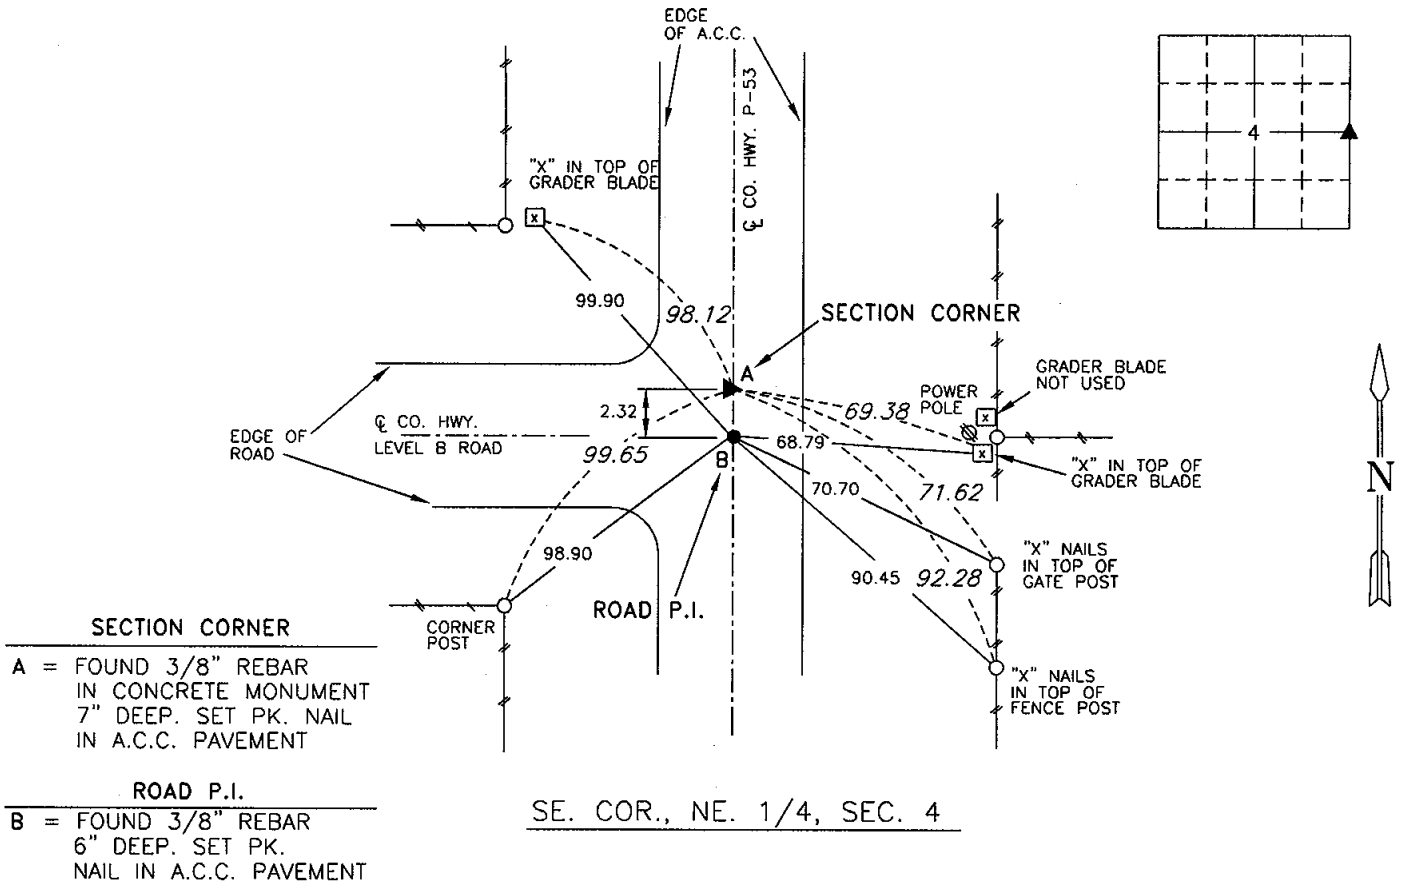 EDGE
OF A.C.C.
℄ CO. HWY. P-53
4
"X" IN TOP OF
GRADER BLADE
X
99.90
98.12
SECTION CORNER
A
GRADER BLADE
NOT USED
POWER
POLE
X
69.38
2.32
℄ CO. HWY.
LEVEL B ROAD
EDGE OF
ROAD
99.65
B
68.79
X
"X" IN TOP OF
GRADER BLADE
N
70.70
71.62
98.90
90.45
92.28
"X" NAILS
IN TOP OF
GATE POST
ROAD P.I.
CORNER
POST
"X" NAILS
IN TOP OF
FENCE POST
SECTION CORNER
A = FOUND 3/8" REBAR
IN CONCRETE MONUMENT
7" DEEP. SET PK. NAIL
IN A.C.C. PAVEMENT
ROAD P.I.
B = FOUND 3/8" REBAR
6" DEEP. SET PK.
NAIL IN A.C.C. PAVEMENT
SE. COR., NE. 1/4, SEC. 4